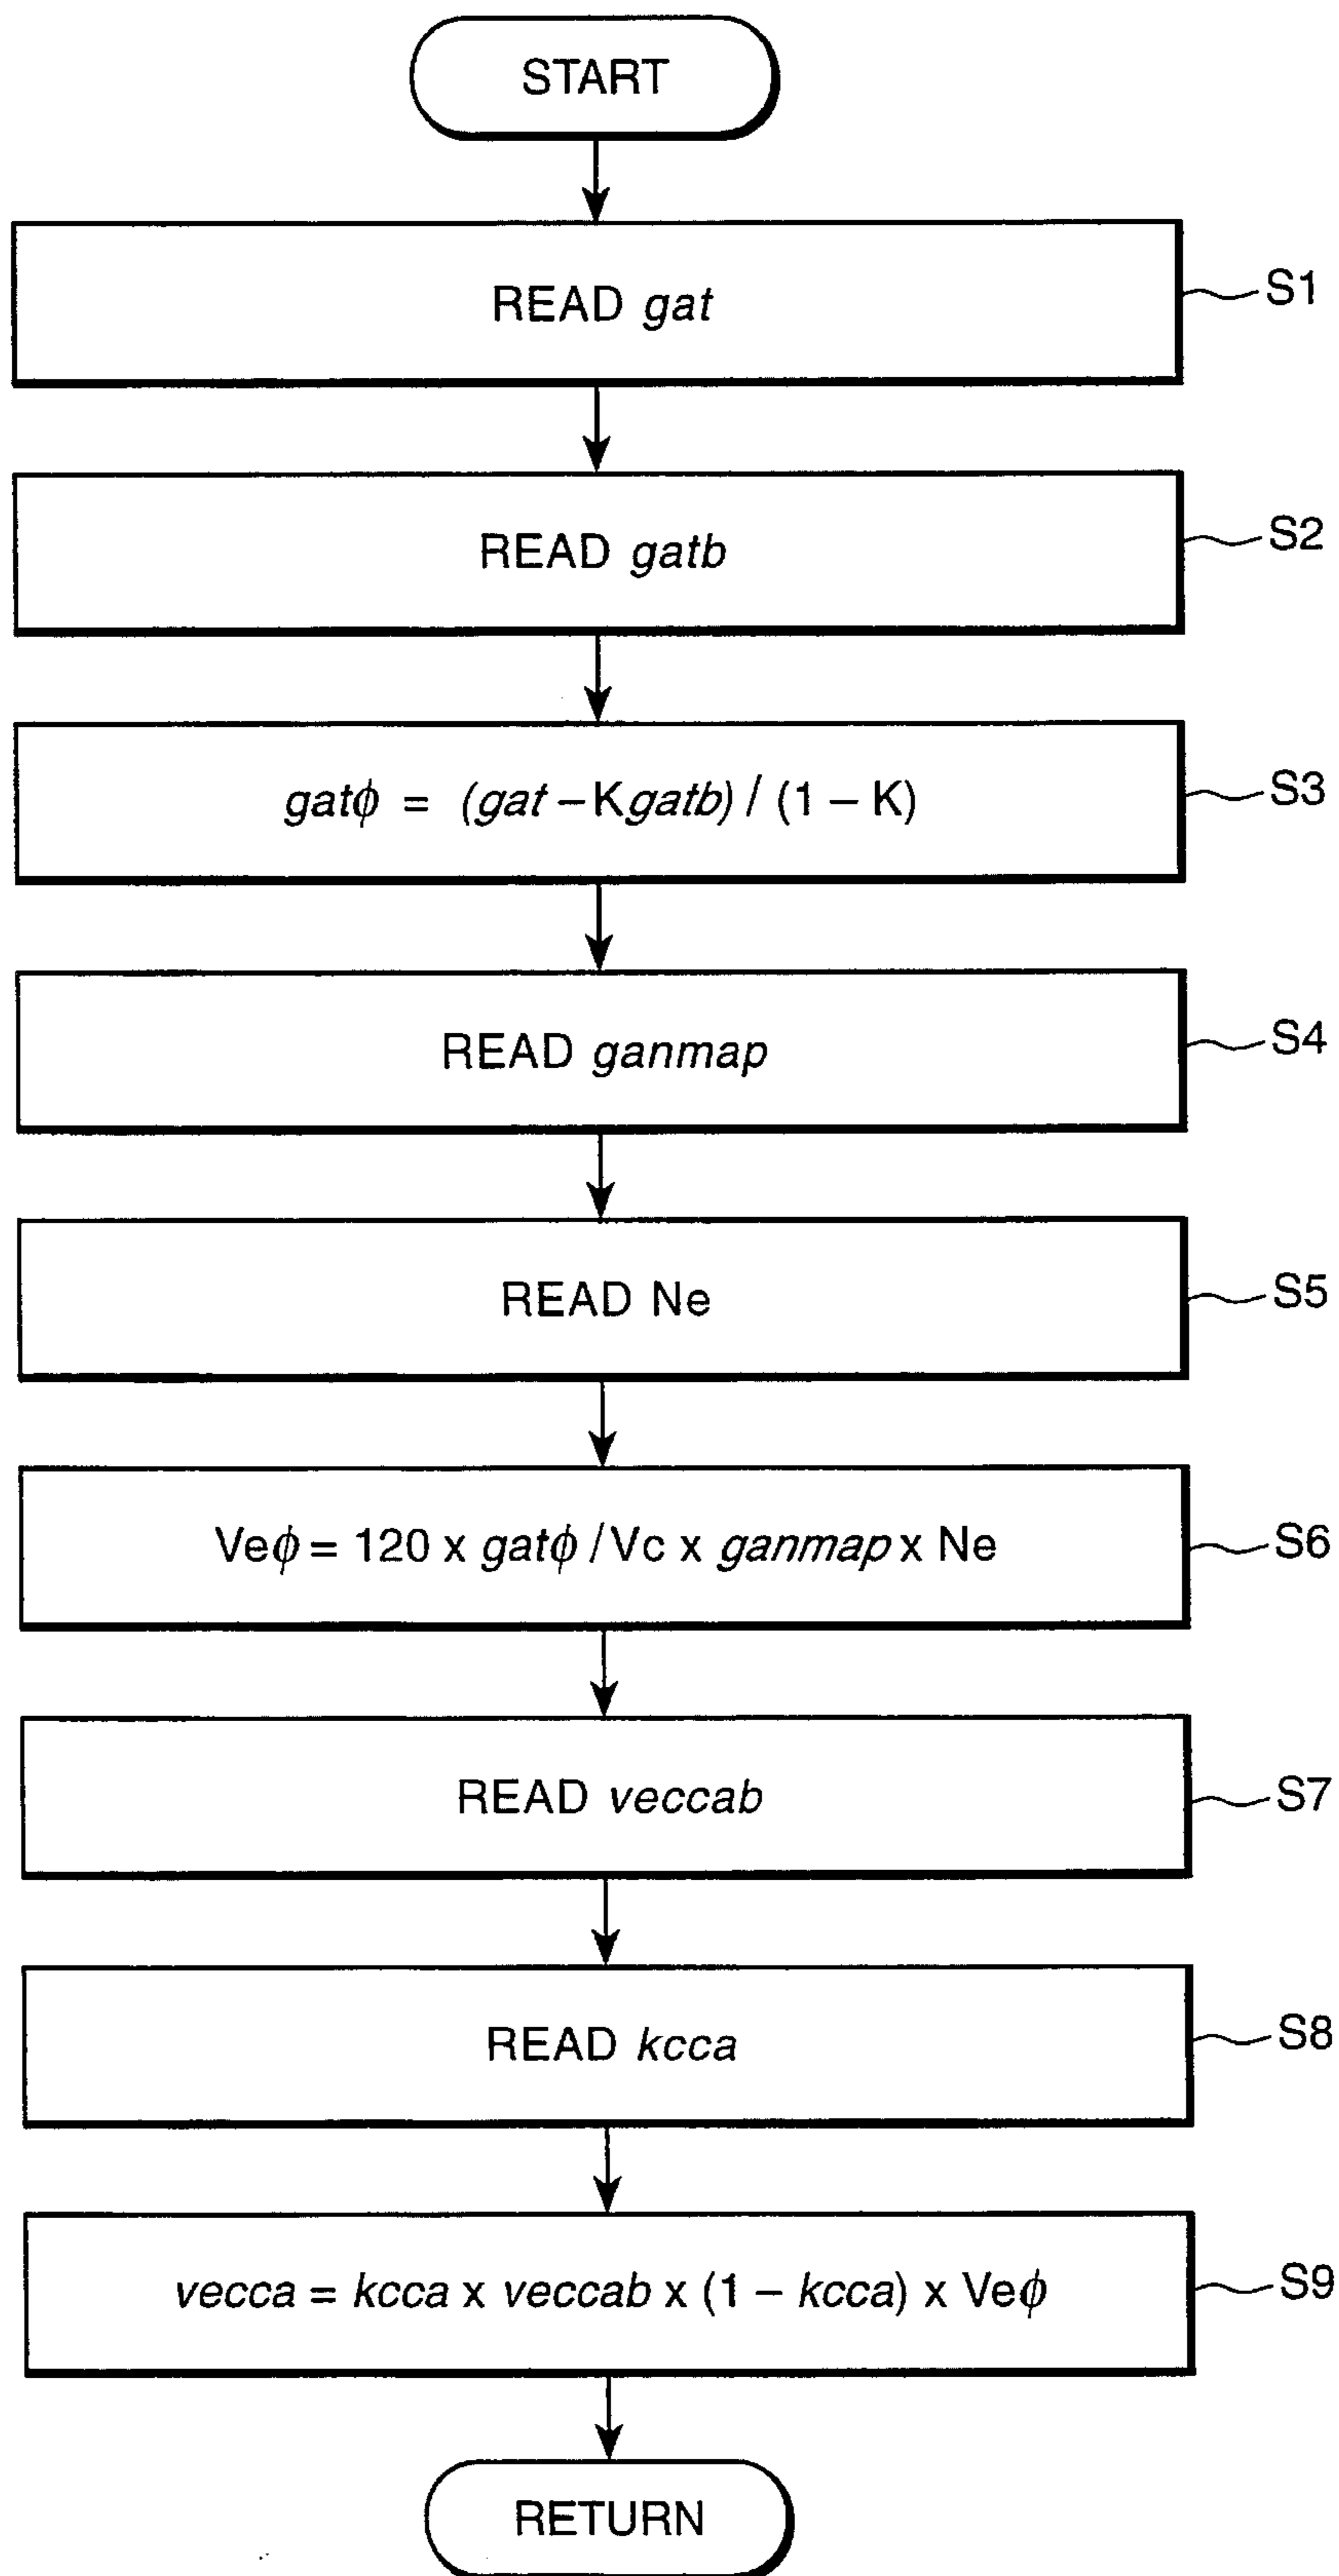 START
READ gat
S1
READ gatb
S2
gatϕ = (gat – Kgatb) / (1 – K)
S3
READ ganmap
S4
READ Ne
S5
Veϕ = 120 x gatϕ / Vc x ganmap x Ne
S6
READ veccab
S7
READ kcca
S8
vecca = kcca x veccab x (1 – kcca) x Veϕ
S9
RETURN